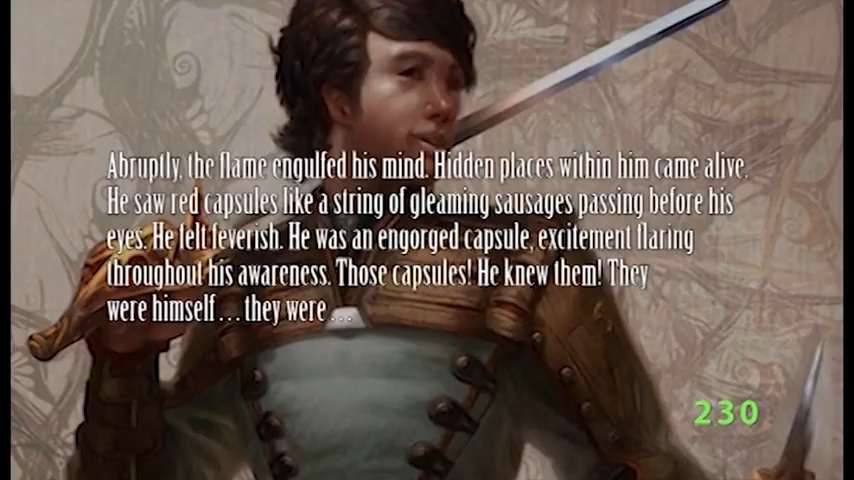 Abruptly, the flame engulfed his mind. Hidden places within him came alive.
He saw red capsules like a string of gleaming sausages passing before his
eyes. He felt feverish. He was an engorged capsule, excitement flaring
throughout his awareness. Those capsules! He knew them! They
were himself . . . they were . . .
230